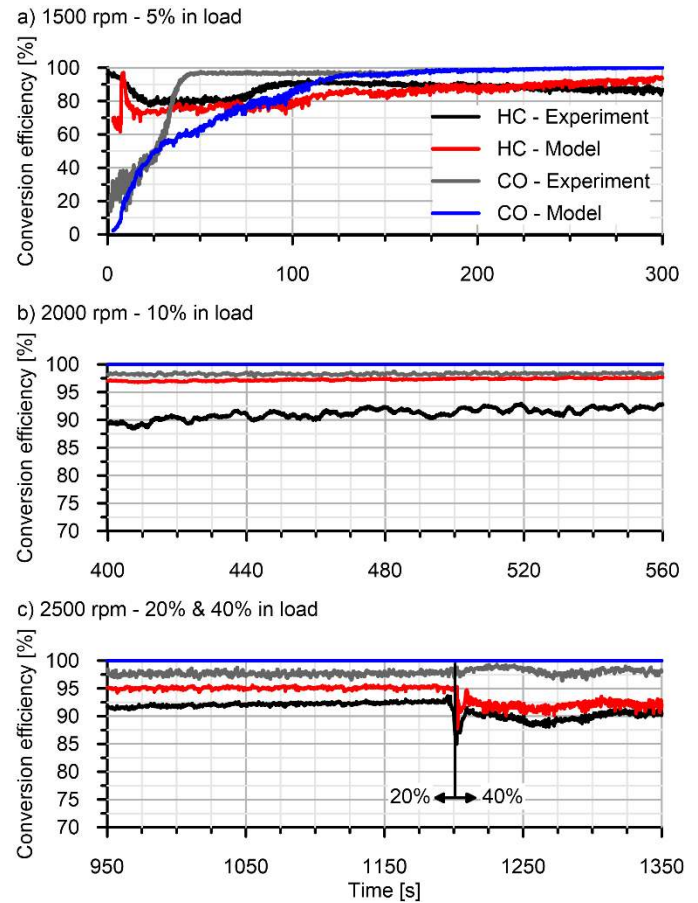 a) 1500 rpm - 5% in load
Conversion efficiency [%]
100
80
60
40
20
0
HC - Experiment
HC - Model
CO - Experiment
CO - Model
0 100 200 300
b) 2000 rpm - 10% in load
Conversion efficiency [%]
100
95
90
85
80
75
70
400 440 480 520 560
c) 2500 rpm - 20% & 40% in load
Conversion efficiency [%]
100
95
90
85
80
75
70
20% 40%
950 1050 1150 1250 1350
Time [s]